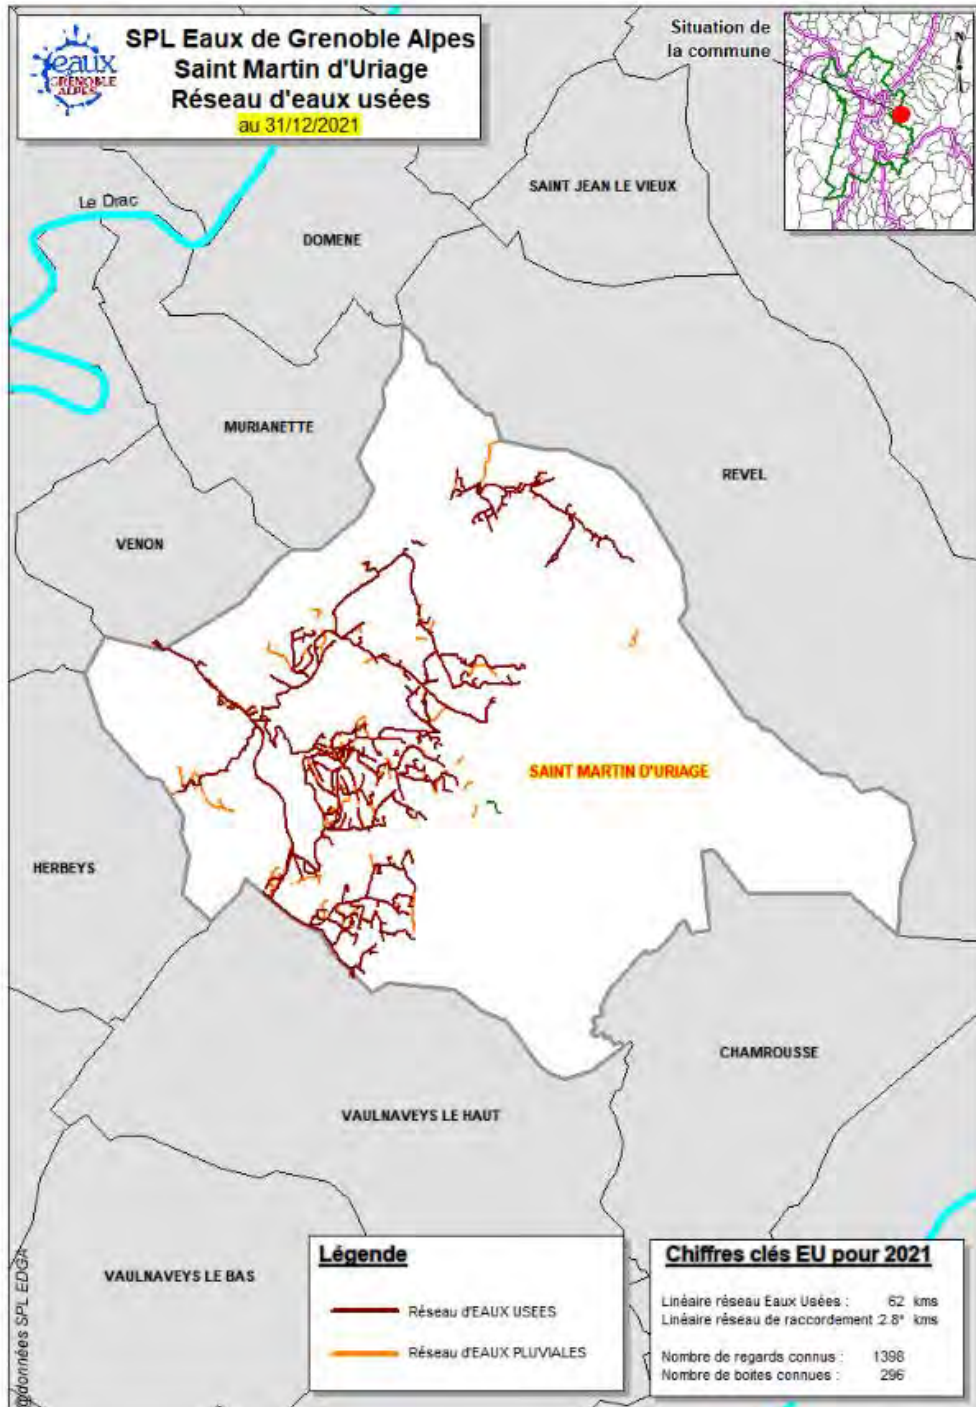 eaux
GRENOBLE
ALPES
SPL Eaux de Grenoble Alpes
Saint Martin d'Uriage
Réseau d'eaux usées
au 31/12/2021
Situation de
la commune
N
Le Drac
SAINT JEAN LE VIEUX
DOMENE
MURIANETTE
REVEL
VENON
SAINT MARTIN D'URIAGE
HERBEYS
CHAMROUSSE
VAULNAVEYS LE HAUT
VAULNAVEYS LE BAS
Légende
Réseau d'EAUX USEES
Réseau d'EAUX PLUVIALES
Chiffres clés EU pour 2021
Linéaire réseau Eaux Usées : 62 kms
Linéaire réseau de raccordement :2.8* kms
Nombre de regards connus : 1398
Nombre de boites connues : 296
données SPL EDGA